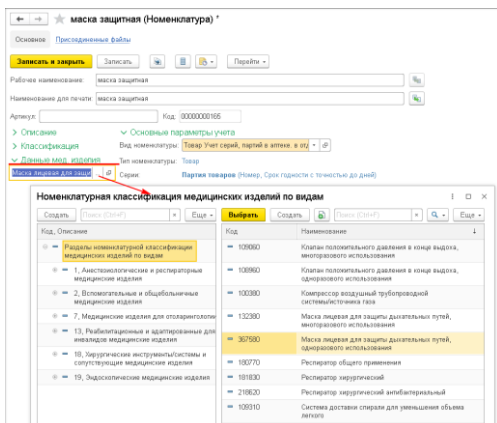 маска защитная (Номенклатура) *
Основное Присоединенные файлы
Записать и закрыть Записать Перейти
Рабочее наименование: маска защитная
Наименование для печати: маска защитная
Артикул: Код: 00000000165
Описание Основные параметры учета
Классификация Вид номенклатуры: Товар Учет серий, партий в аптеке. в отд
Данные мед. изделия Тип номенклатуры: Товар
Маска лицевая для защи Серии: Партия товаров (Номер, Срок годности с точностью до дней)
Номенклатурная классификация медицинских изделий по видам
Создать Поиск (Ctrl+F) × Еще Выбрать Создать Поиск (Ctrl+F) × Еще
Код, Описание Код Наименование ↓
Разделы номенклатурной классификации медицинских изделий по видам
1, Анестезиологические и респираторные медицинские изделия
2, Вспомогательные и общебольничные медицинские изделия
7, Медицинские изделия для отоларингологии
13, Реабилитационные и адаптированные для инвалидов медицинские изделия
18, Хирургические инструменты/системы и сопутствующие медицинские изделия
19, Эндоскопические медицинские изделия
109060 Клапан положительного давления в конце выдоха, многоразового использования
108960 Клапан положительного давления в конце выдоха, одноразового использования
100380 Компрессор воздушный трубопроводной системы/источника газа
132380 Маска лицевая для защиты дыхательных путей, многоразового использования
367580 Маска лицевая для защиты дыхательных путей, одноразового использования
180770 Респиратор общего применения
181830 Респиратор хирургический
218620 Респиратор хирургический антибактериальный
109310 Система доставки спирали для уменьшения объема легкого